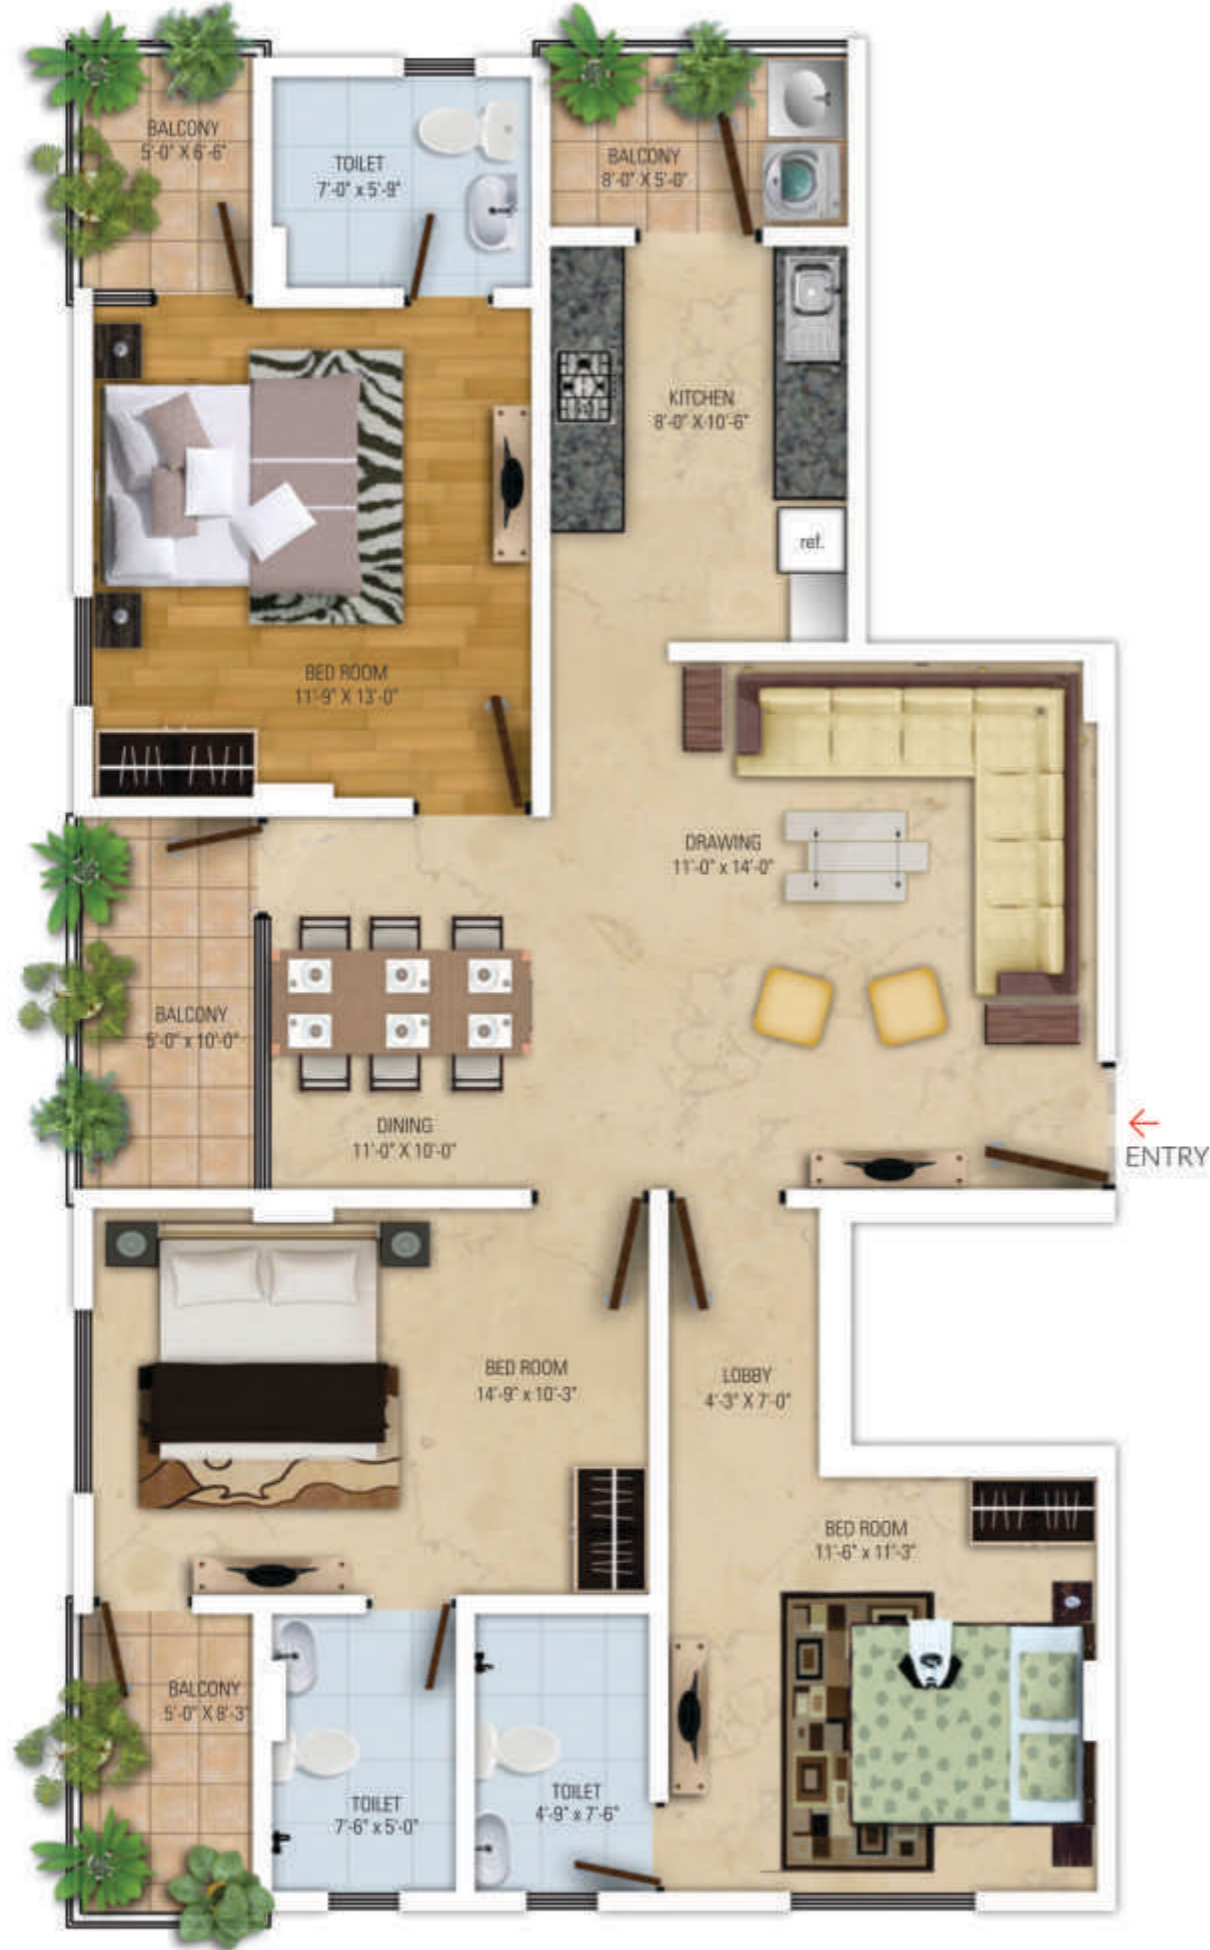 BALCONY
5'-0" X 6'-6"
TOILET
7'-0" x 5'-9"
BALCONY
8'-0" X 5'-0"
KITCHEN
8'-0" X 10'-6"
ref.
BED ROOM
11'-9" X 13'-0"
DRAWING
11'-0" x 14'-0"
BALCONY
5'-0" x 10'-0"
DINING
11'-0" X 10'-0"
ENTRY
BED ROOM
14'-9" x 10'-3"
LOBBY
4'-3" X 7'-0"
BED ROOM
11'-6" x 11'-3"
BALCONY
5'-0" X 8'-3"
TOILET
7'-6" x 5'-0"
TOILET
4'-9" x 7'-6"